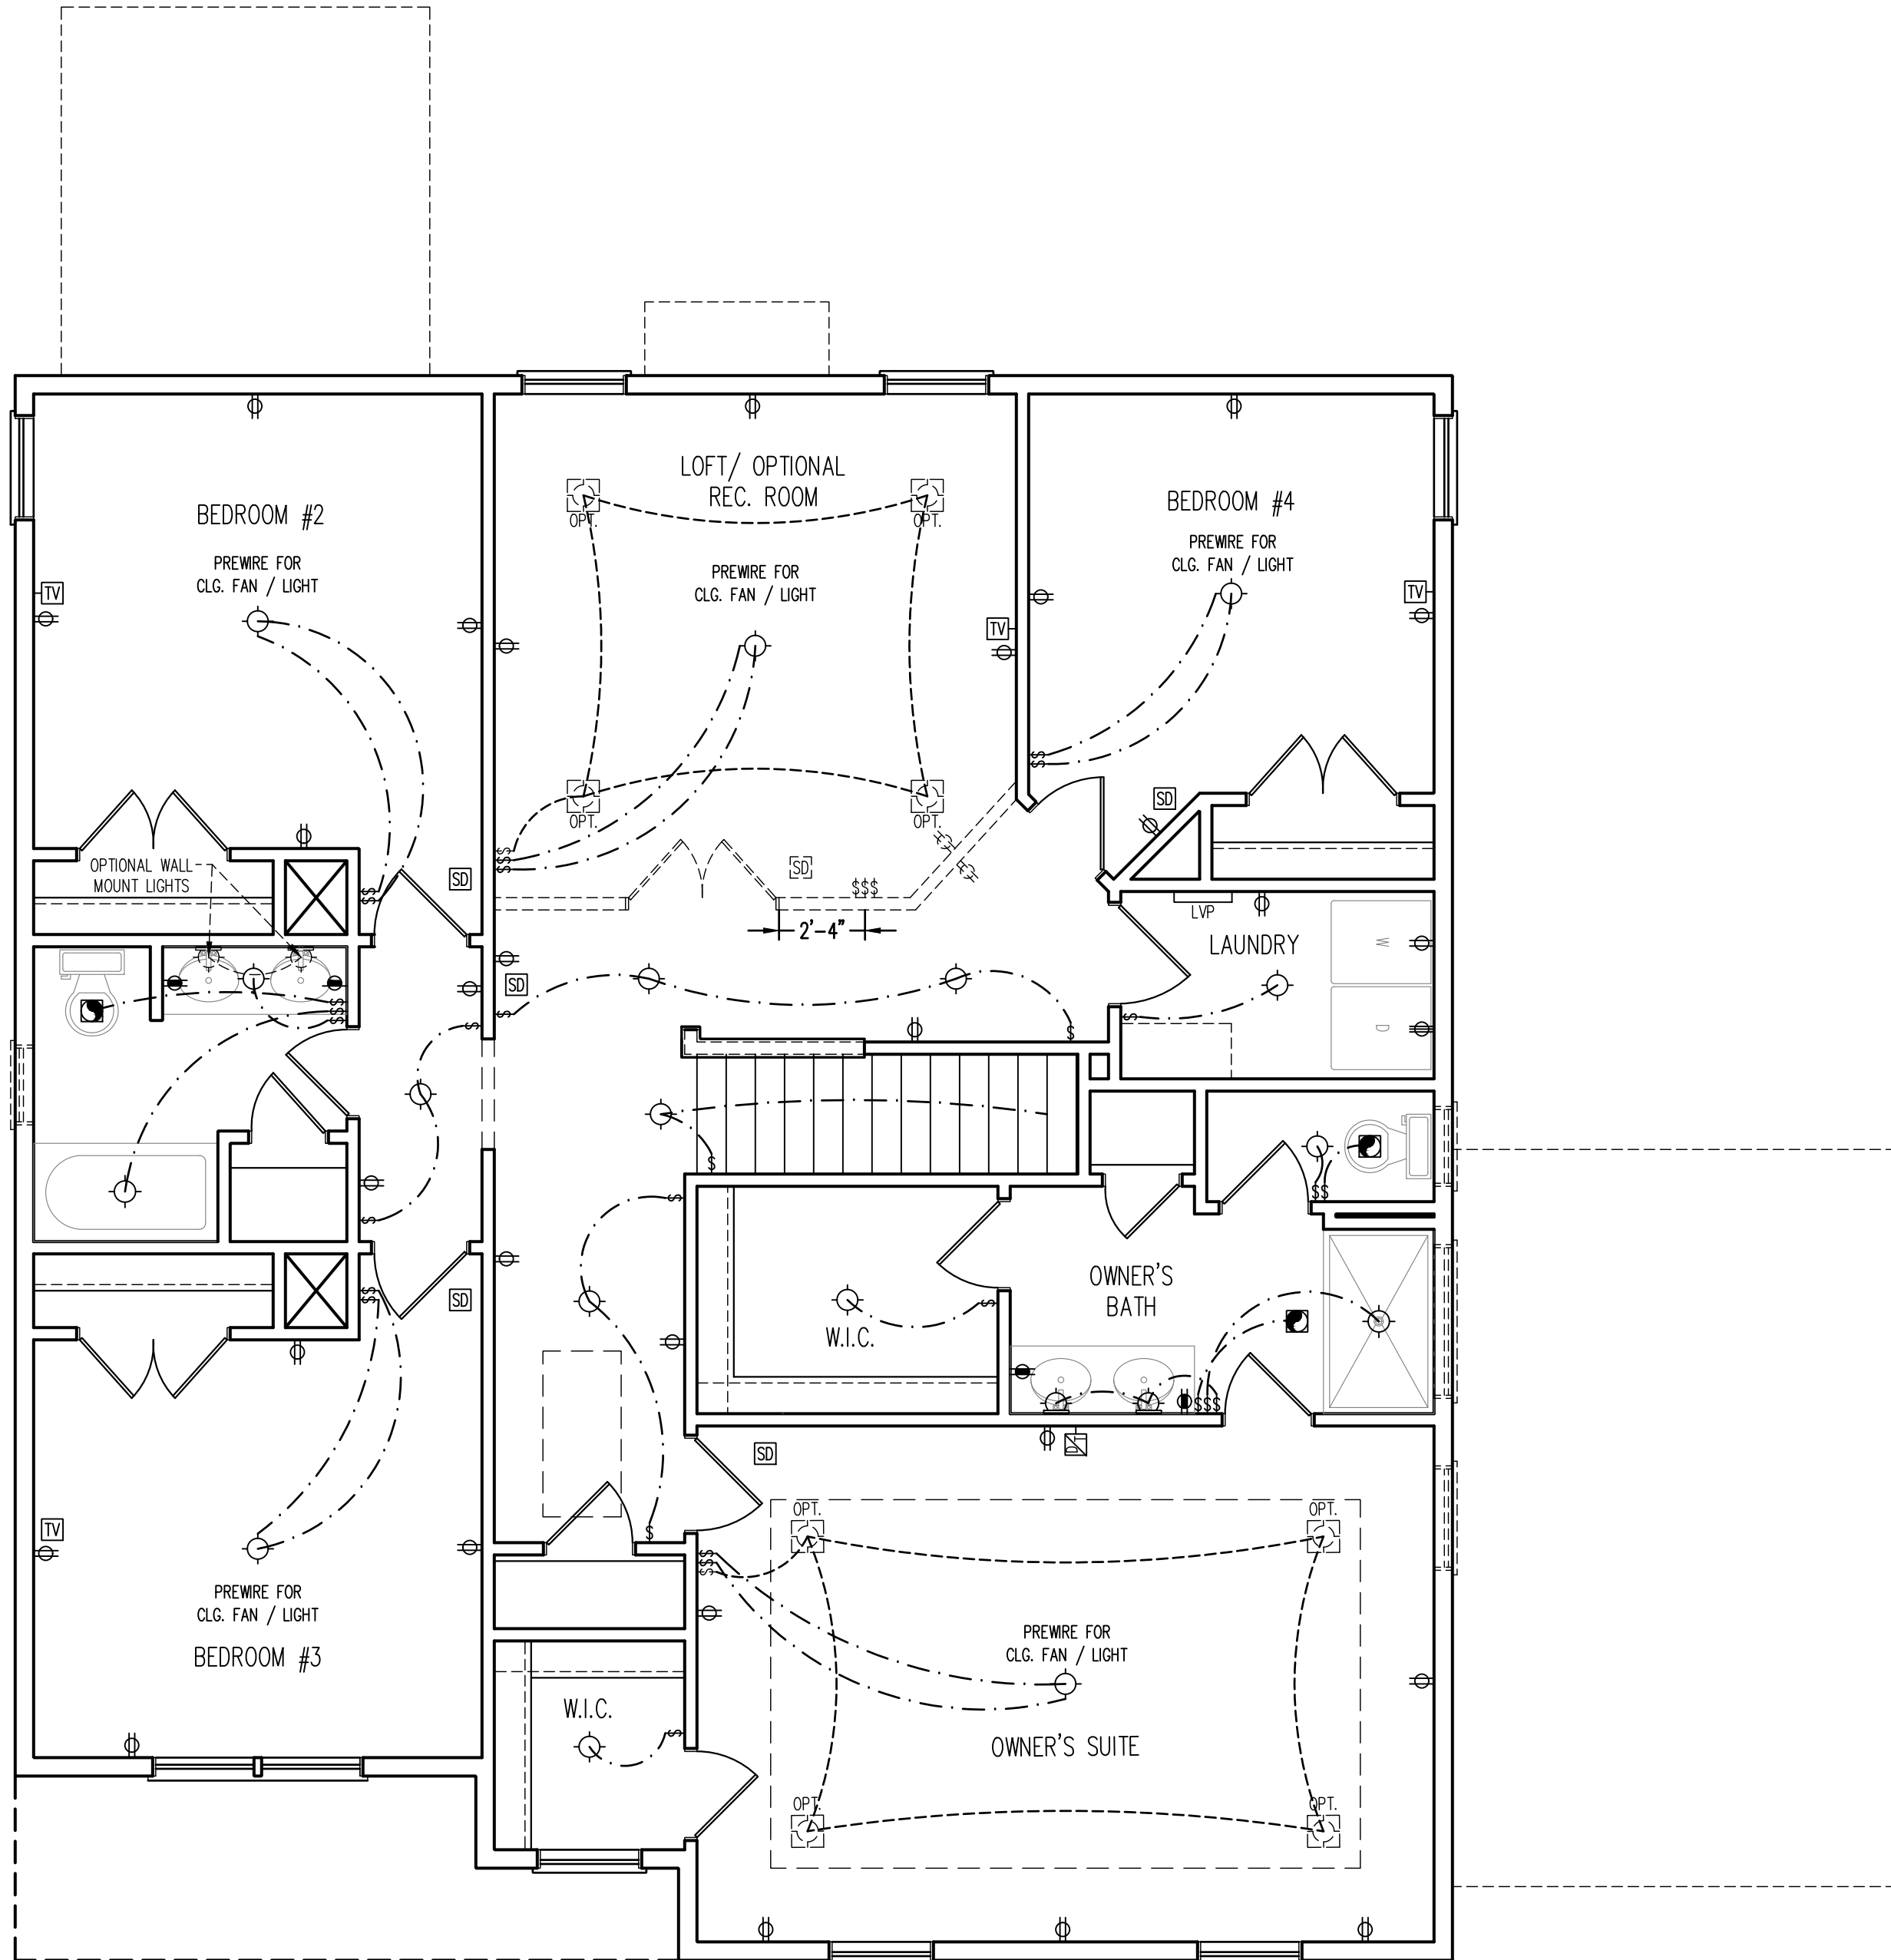 LOFT/ OPTIONAL
REC. ROOM
OPT.
OPT.
BEDROOM #2
PREWIRE FOR
CLG. FAN / LIGHT
BEDROOM #4
PREWIRE FOR
CLG. FAN / LIGHT
PREWIRE FOR
CLG. FAN / LIGHT
TV
TV
TV
$
$
OPT.
OPT.
SD
$
$
$
OPTIONAL WALL
MOUNT LIGHTS
SD
SD
$$$
$
$
$
$
LVP
2'-4"
LAUNDRY
W
SD
$
$
$
$
$
$
$
D
$
$
$
$$
$
OWNER'S
BATH
SD
$
$
$
W.I.C.
$$$
SD
DT
TV
OPT.
OPT.
$
$
$
$
PREWIRE FOR
CLG. FAN / LIGHT
BEDROOM #3
PREWIRE FOR
CLG. FAN / LIGHT
W.I.C.
$
OWNER'S SUITE
OPT.
OPT.